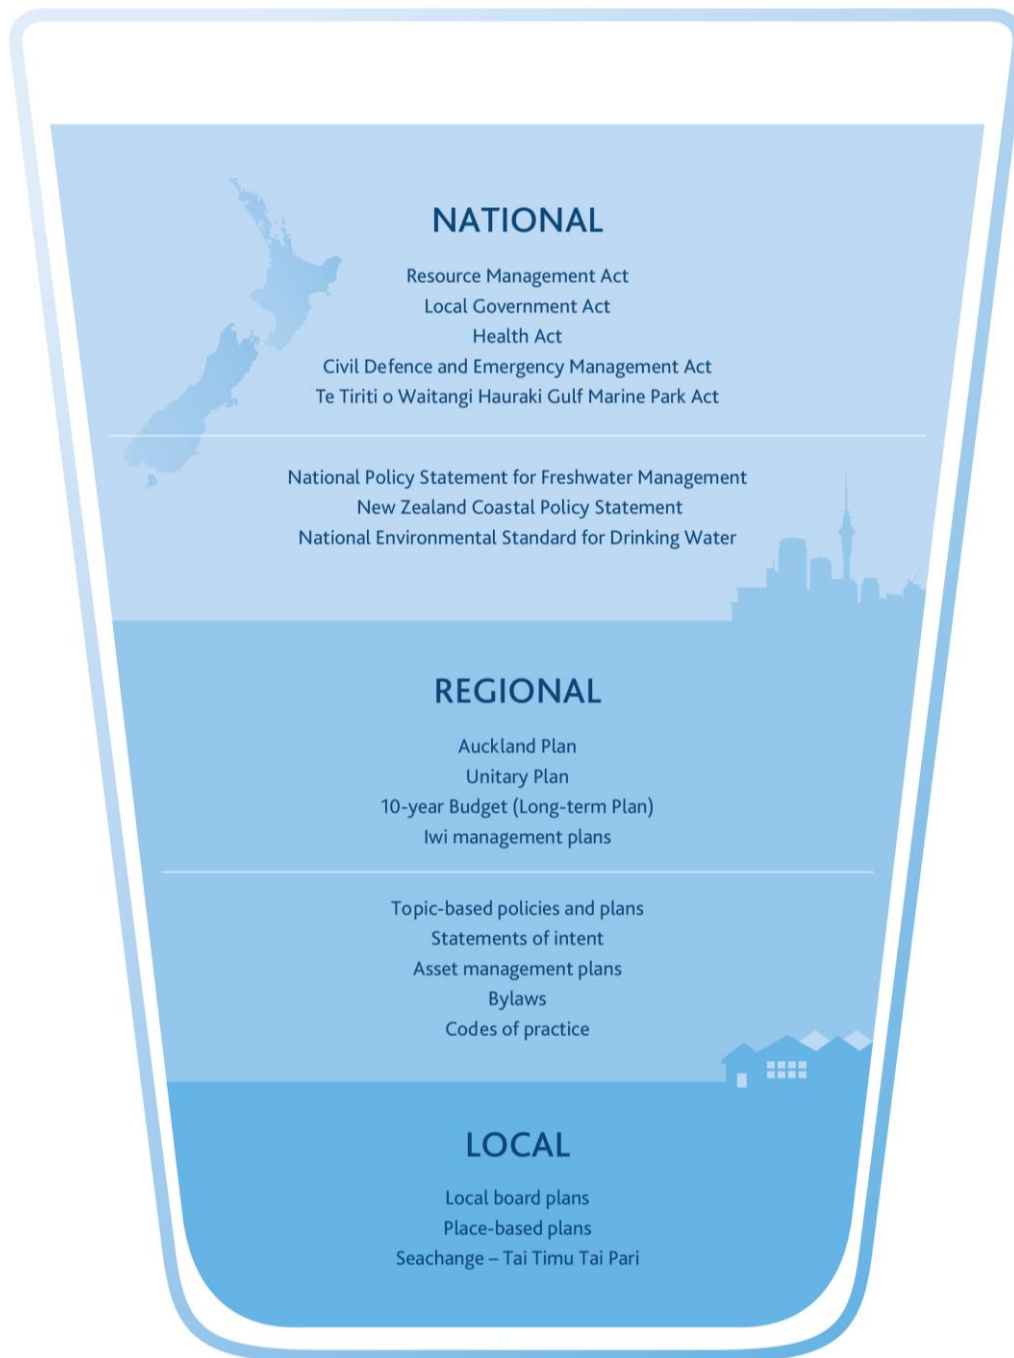 NATIONAL
Resource Management Act
Local Government Act
Health Act
Civil Defence and Emergency Management Act
Te Tiriti o Waitangi Hauraki Gulf Marine Park Act
National Policy Statement for Freshwater Management
New Zealand Coastal Policy Statement
National Environmental Standard for Drinking Water
REGIONAL
Auckland Plan
Unitary Plan
10-year Budget (Long-term Plan)
Iwi management plans
Topic-based policies and plans
Statements of intent
Asset management plans
Bylaws
Codes of practice
LOCAL
Local board plans
Place-based plans
Seachange – Tai Timu Tai Pari